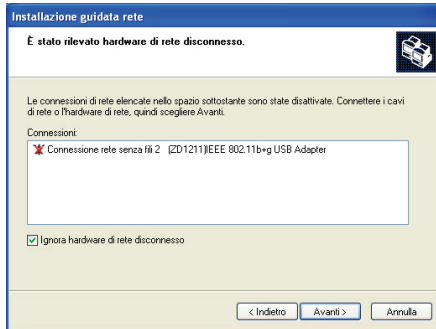 Installazione guidata rete
È stato rilevato hardware di rete disconnesso.
Le connessioni di rete elencate nello spazio sottostante sono state disattivate. Connettere i cavi
di rete o l'hardware di rete, quindi scegliere Avanti.
Connessioni:
Connessione rete senza fili 2 (ZD1211)IEEE 802.11b+g USB Adapter
Ignora hardware di rete disconnesso
< Indietro Avanti > Annulla